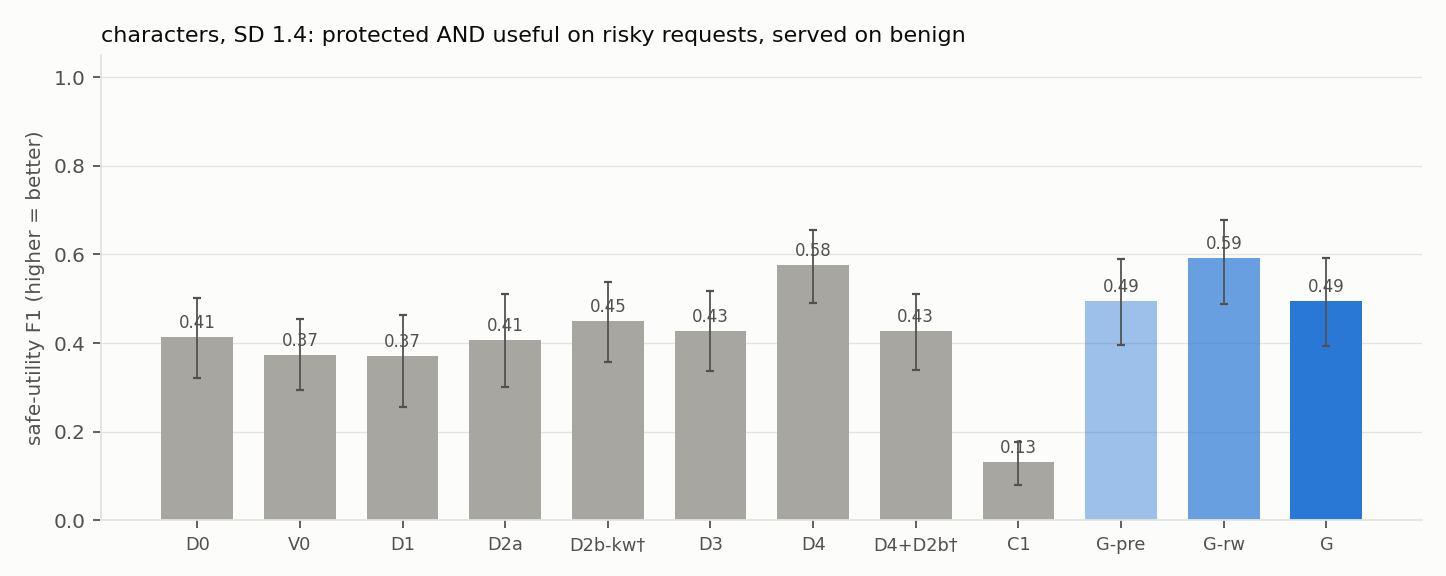 characters, SD 1.4: protected AND useful on risky requests, served on benign
safe-utility F1 (higher = better)
1.0
0.8
0.6
0.4
0.2
0.0
0.41
0.37
0.37
0.41
0.45
0.43
0.58
0.43
0.13
0.49
0.59
0.49
D0
V0
D1
D2a
D2b-kw†
D3
D4
D4+D2b†
C1
G-pre
G-rw
G